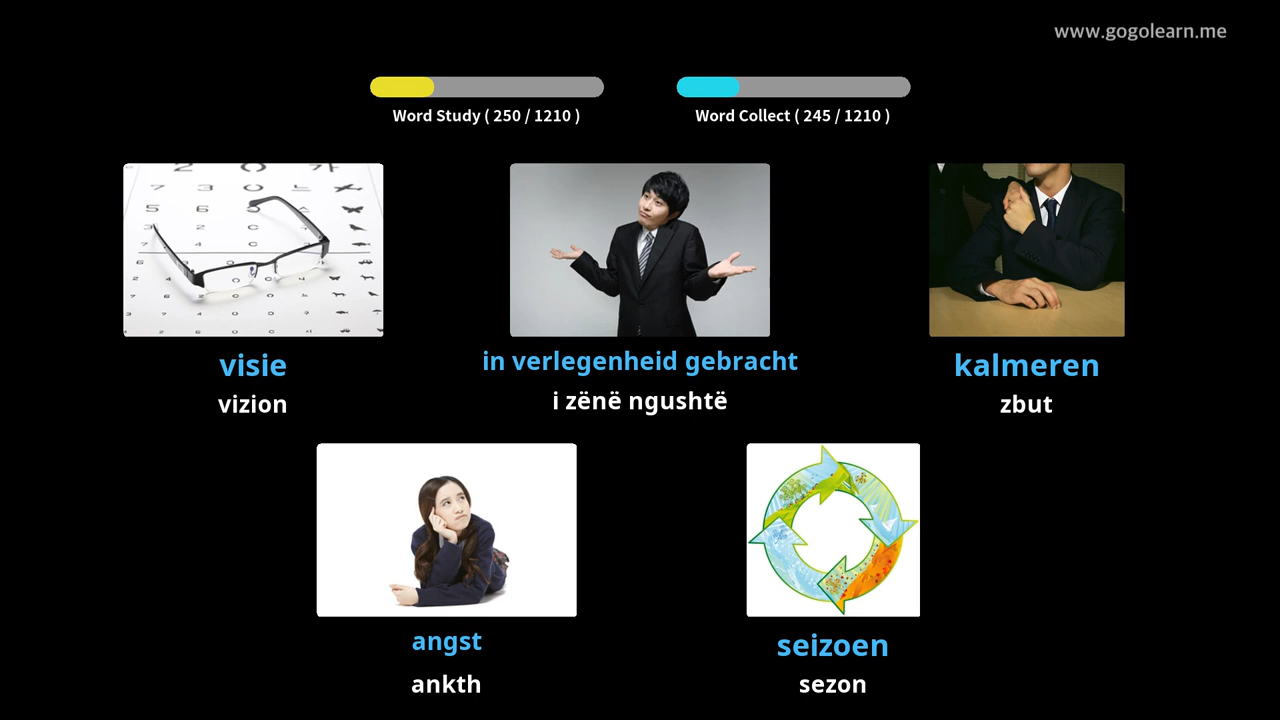 www.gogolearn.me
Word Study ( 250 / 1210 )
Word Collect ( 245 / 1210 )
visie
vizion
in verlegenheid gebracht
i zënë ngushtë
kalmeren
zbut
angst
ankth
seizoen
sezon